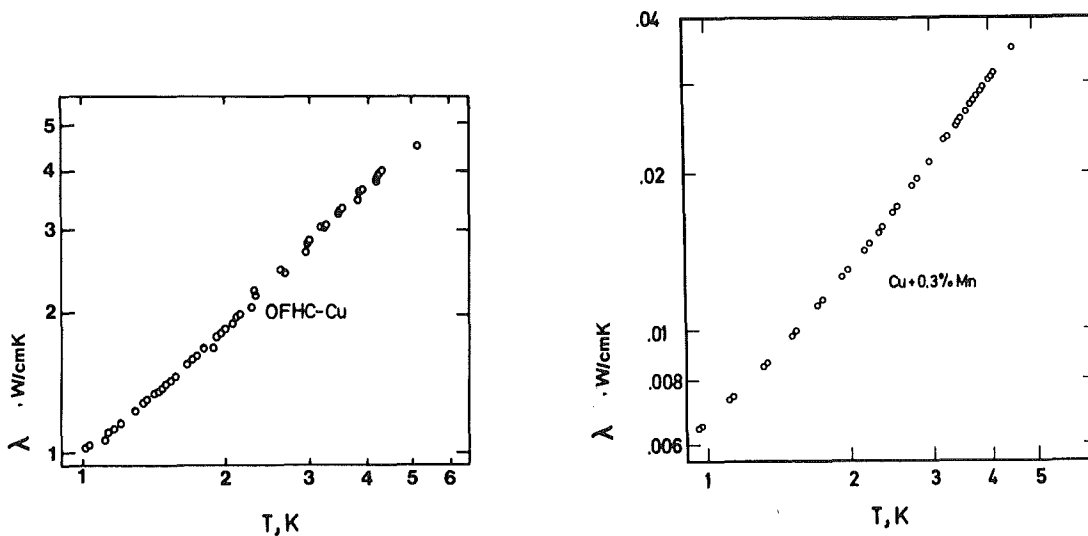 5
4
3
2
1
λ , W/cmK
OFHC-Cu
1 2 3 4 5 6
T, K
.04
.02
.01
.008
.006
λ , W/cmK
Cu+0.3% Mn
1 2 3 4 5
T, K